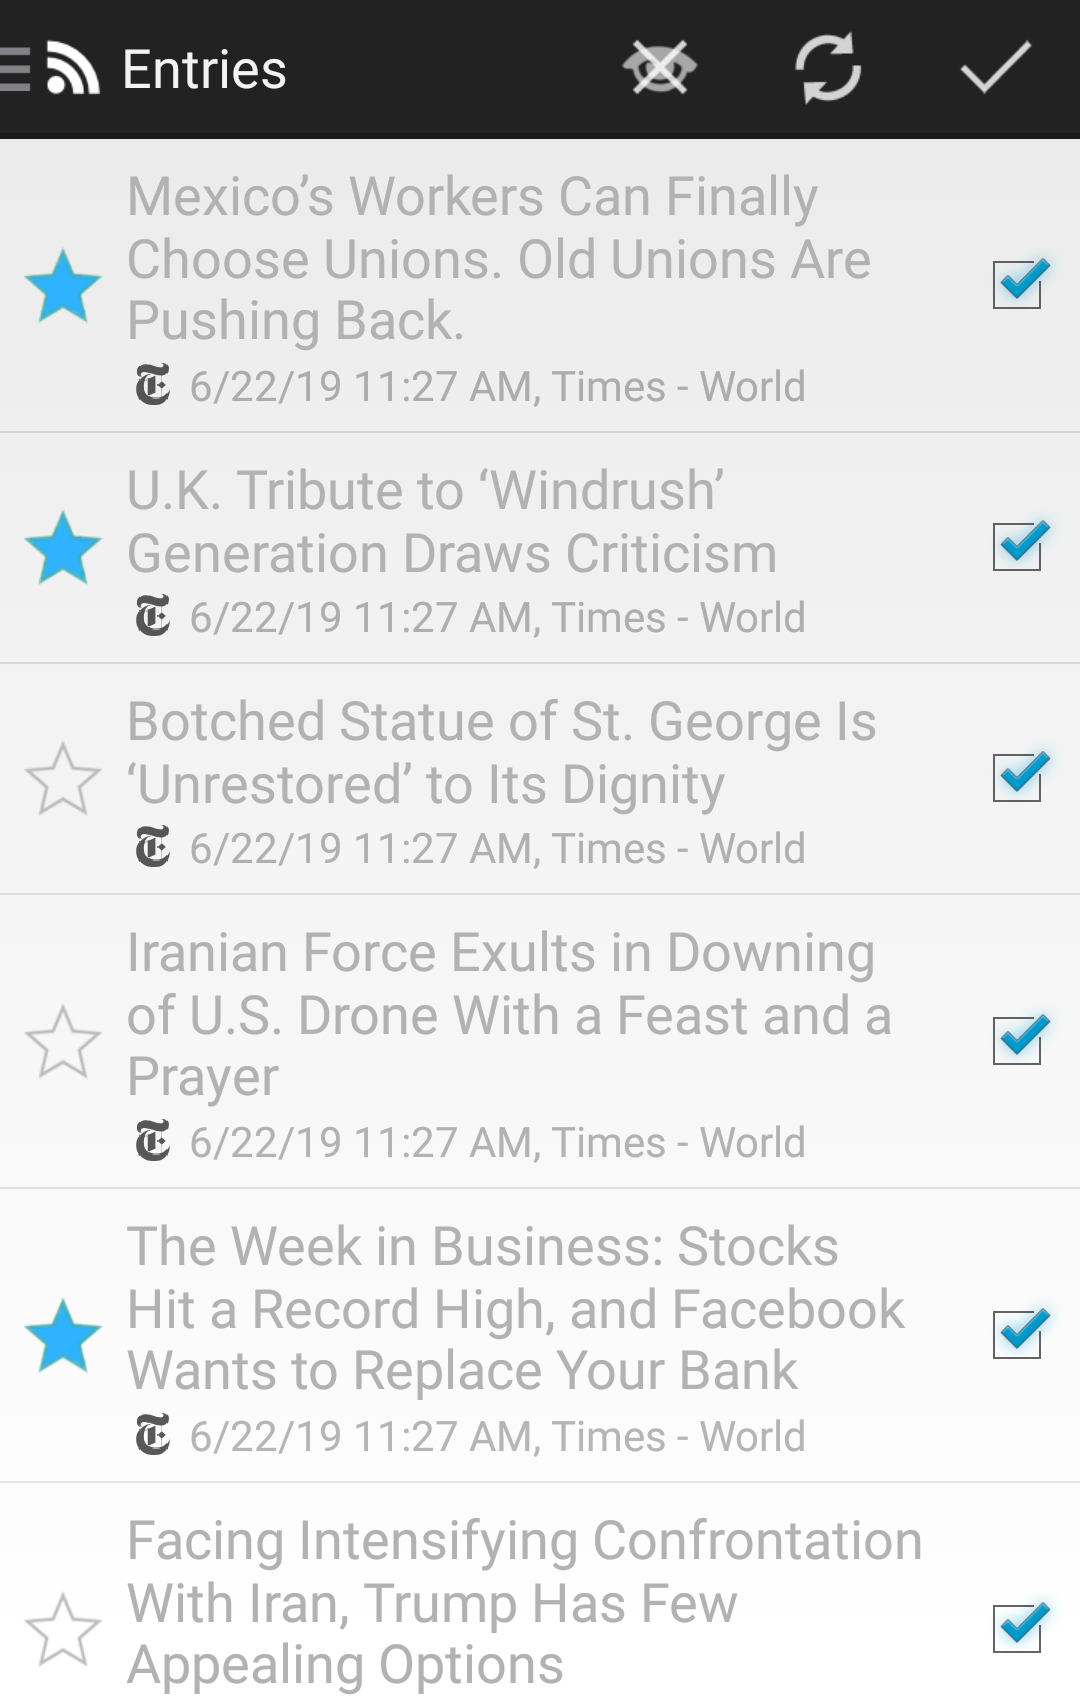 Entries
Mexico’s Workers Can Finally
Choose Unions. Old Unions Are
Pushing Back.
6/22/19 11:27 AM, Times - World
U.K. Tribute to ‘Windrush’
Generation Draws Criticism
6/22/19 11:27 AM, Times - World
Botched Statue of St. George Is
‘Unrestored’ to Its Dignity
6/22/19 11:27 AM, Times - World
Iranian Force Exults in Downing
of U.S. Drone With a Feast and a
Prayer
6/22/19 11:27 AM, Times - World
The Week in Business: Stocks
Hit a Record High, and Facebook
Wants to Replace Your Bank
6/22/19 11:27 AM, Times - World
Facing Intensifying Confrontation
With Iran, Trump Has Few
Appealing Options